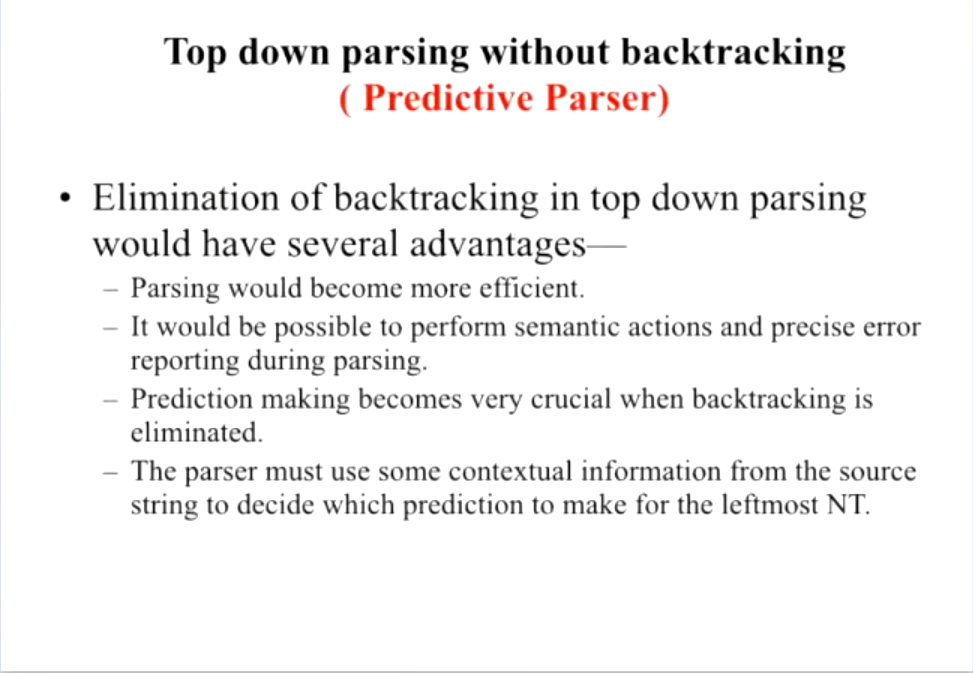 Top down parsing without backtracking
( Predictive Parser)
• Elimination of backtracking in top down parsing
would have several advantages—
– Parsing would become more efficient.
– It would be possible to perform semantic actions and precise error
reporting during parsing.
– Prediction making becomes very crucial when backtracking is
eliminated.
– The parser must use some contextual information from the source
string to decide which prediction to make for the leftmost NT.